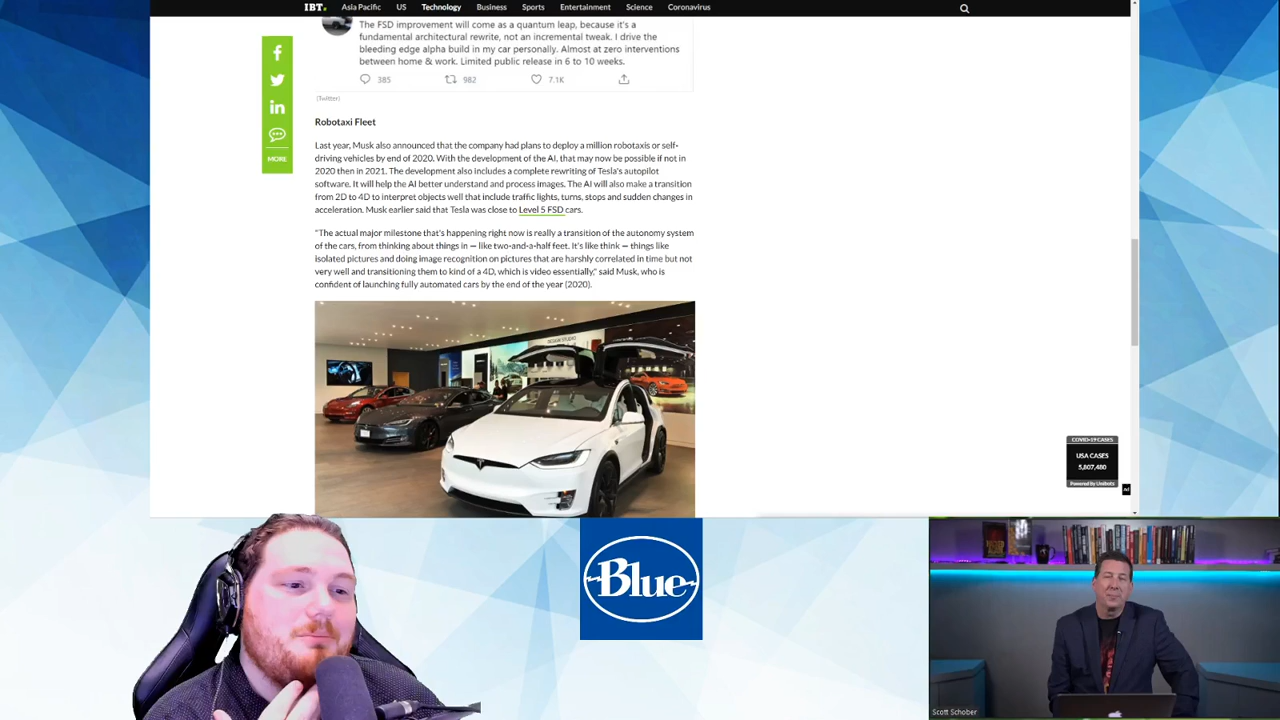 IBT.
Asia Pacific
US
Technology
Business
Sports
Entertainment
Science
Coronavirus
The FSD improvement will come as a quantum leap, because it's a
fundamental architectural rewrite, not an incremental tweak. I drive the
bleeding edge alpha build in my car personally. Almost at zero interventions
between home & work. Limited public release in 6 to 10 weeks.
385
982
7.1K
(Twitter)
MORE
Robotaxi Fleet
Last year, Musk also announced that the company had plans to deploy a million robotaxis or self-
driving vehicles by end of 2020. With the development of the AI, that may now be possible if not in
2020 then in 2021. The development also includes a complete rewriting of Tesla's autopilot
software. It will help the AI better understand and process images. The AI will also make a transition
from 2D to 4D to interpret objects well that include traffic lights, turns, stops and sudden changes in
acceleration. Musk earlier said that Tesla was close to Level 5 FSD cars.
"The actual major milestone that's happening right now is really a transition of the autonomy system
of the cars, from thinking about things in — like two-and-a-half feet. It's like think — things like
isolated pictures and doing image recognition on pictures that are harshly correlated in time but not
very well and transitioning them to kind of a 4D, which is video essentially," said Musk, who is
confident of launching fully automated cars by the end of the year (2020).
DESIGN STUDIO
COVID-19 CASES
USA CASES
5,807,480
Powered By Unibots
Ad
Blue
Scott Schober